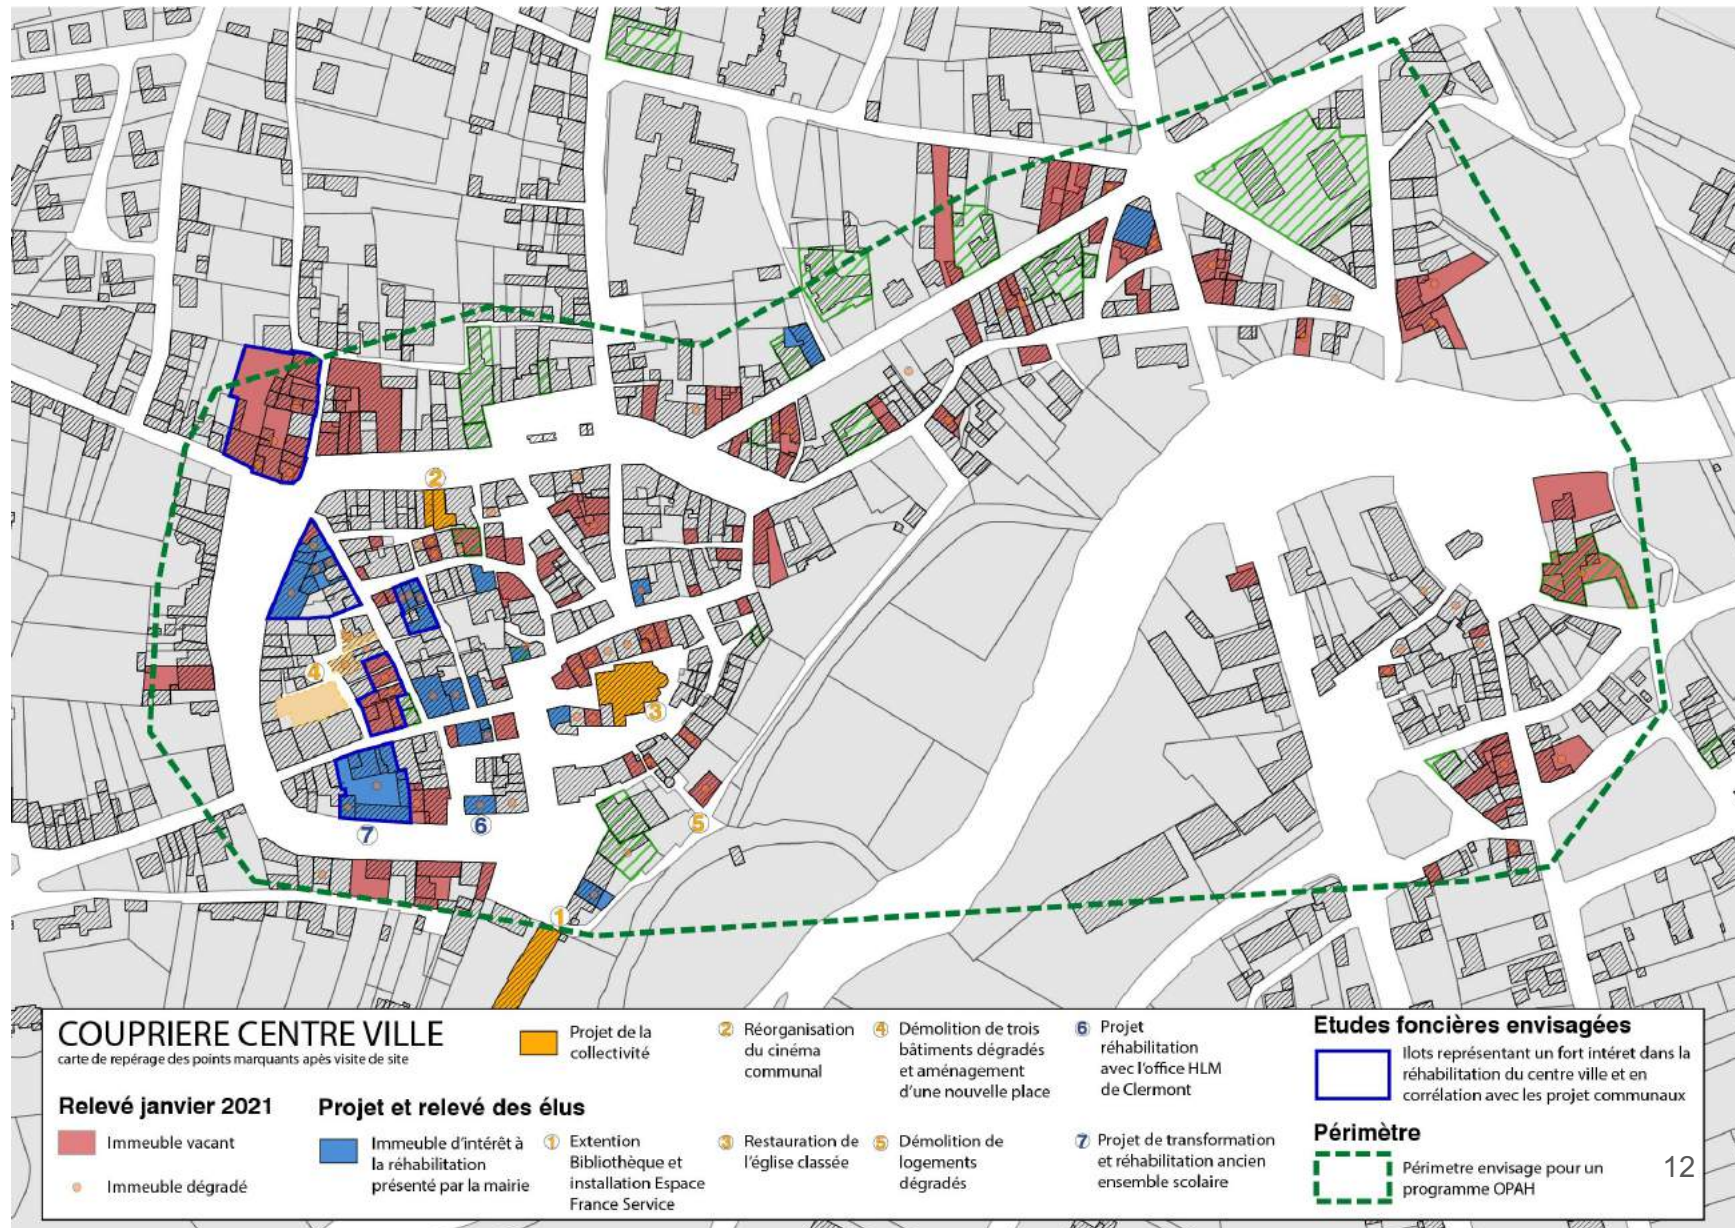 2
4
3
7
6
5
1
COUPRIERE CENTRE VILLE
carte de repérage des points marquants apès visite de site
Relevé janvier 2021
Immeuble vacant
Immeuble dégradé
Projet de la
collectivité
Projet et relevé des élus
Immeuble d'intérêt à
la réhabilitation
présenté par la mairie
1 Extention
Bibliothèque et
installation Espace
France Service
2 Réorganisation
du cinéma
communal
3 Restauration de
l'église classée
4 Démolition de trois
bâtiments dégradés
et aménagement
d'une nouvelle place
5 Démolition de
logements
dégradés
6 Projet
réhabilitation
avec l'office HLM
de Clermont
7 Projet de transformation
et réhabilitation ancien
ensemble scolaire
Etudes foncières envisagées
Ilots représentant un fort intéret dans la
réhabilitation du centre ville et en
corrélation avec les projet communaux
Périmètre
Périmetre envisage pour un
programme OPAH
12